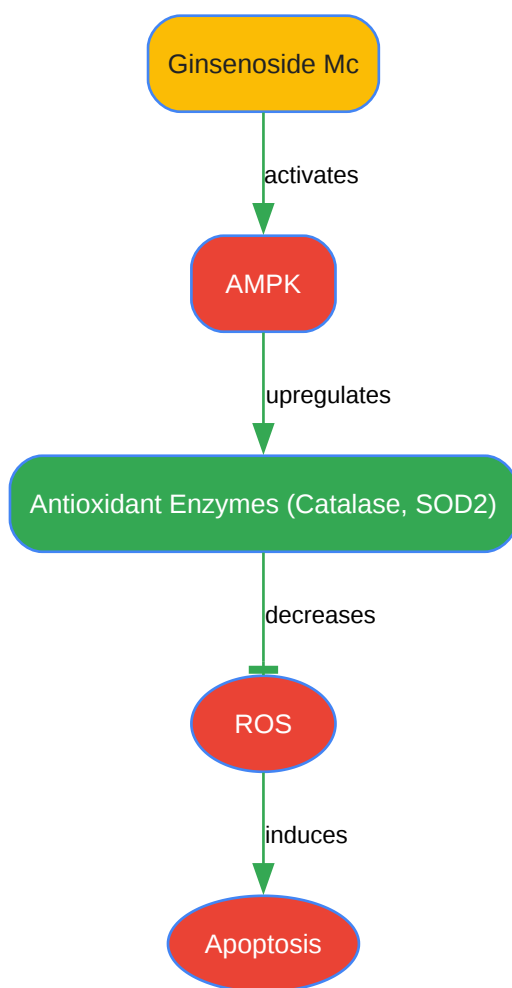 Ginsenoside Mc
activates
AMPK
upregulates
Antioxidant Enzymes (Catalase, SOD2)
decreases
ROS
induces
Apoptosis